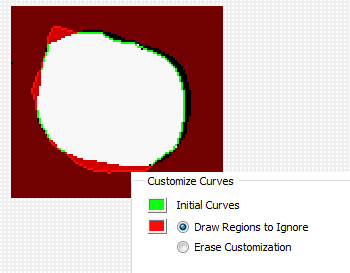 Customize Curves
Initial Curves
Draw Regions to Ignore
Erase Customization